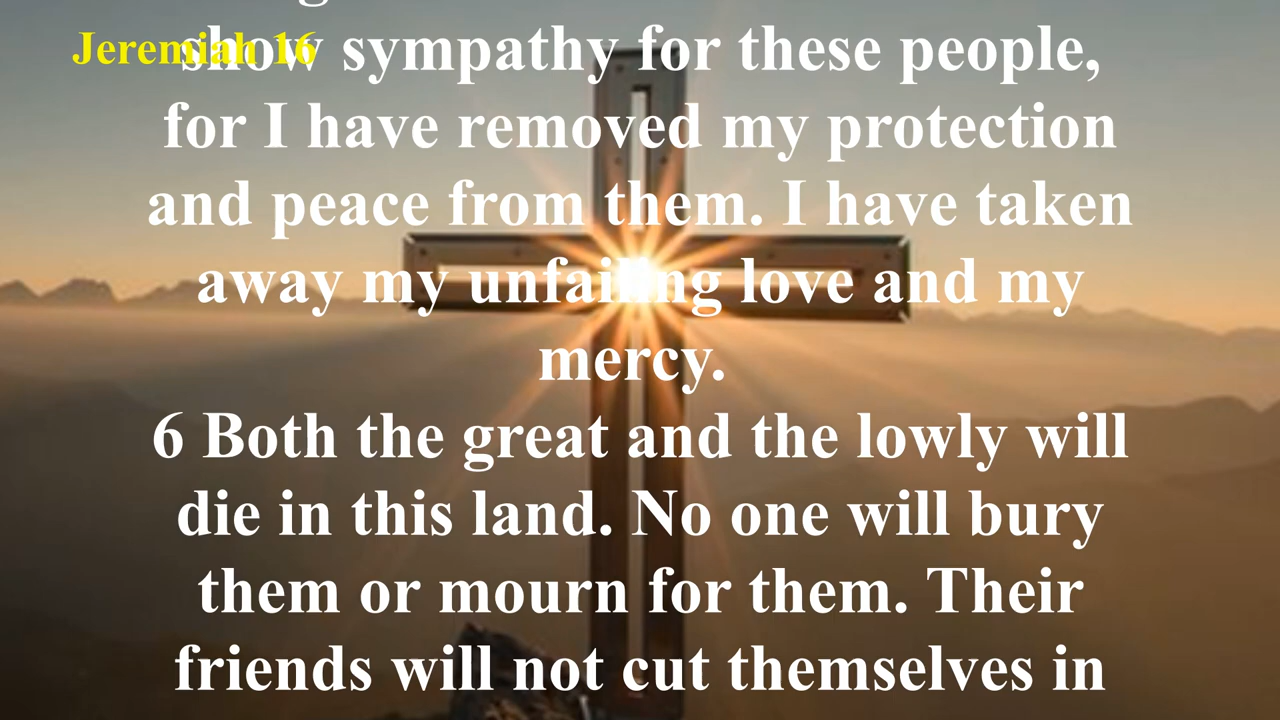 Jeremiah 16
show sympathy for these people,
for I have removed my protection
and peace from them. I have taken
away my unfailing love and my
mercy.
6 Both the great and the lowly will
die in this land. No one will bury
them or mourn for them. Their
friends will not cut themselves in